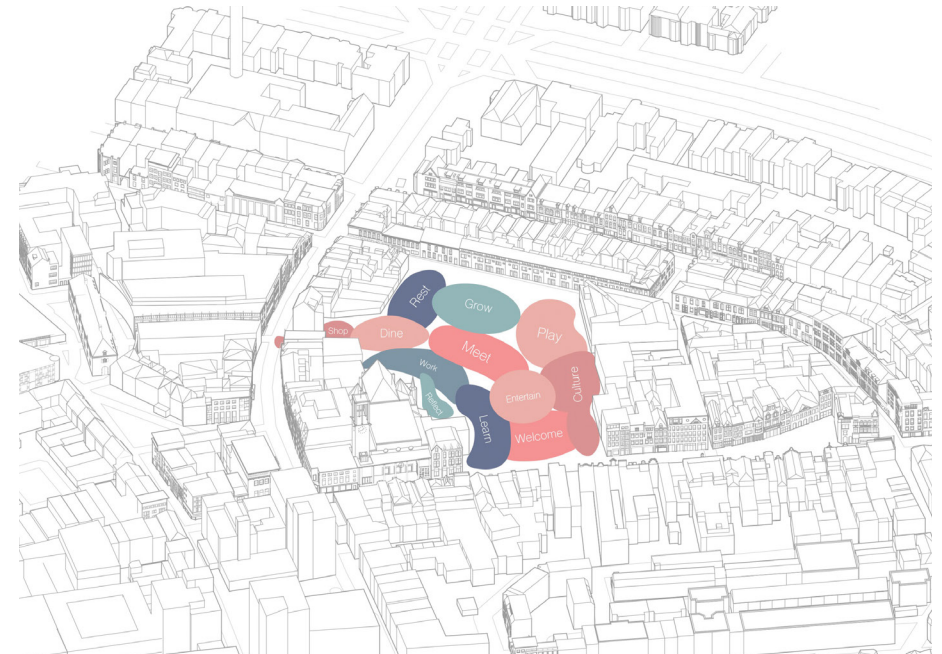 Rest
Grow
Play
Shop
Dine
Meet
Work
Culture
Reflect
Entertain
Learn
Welcome